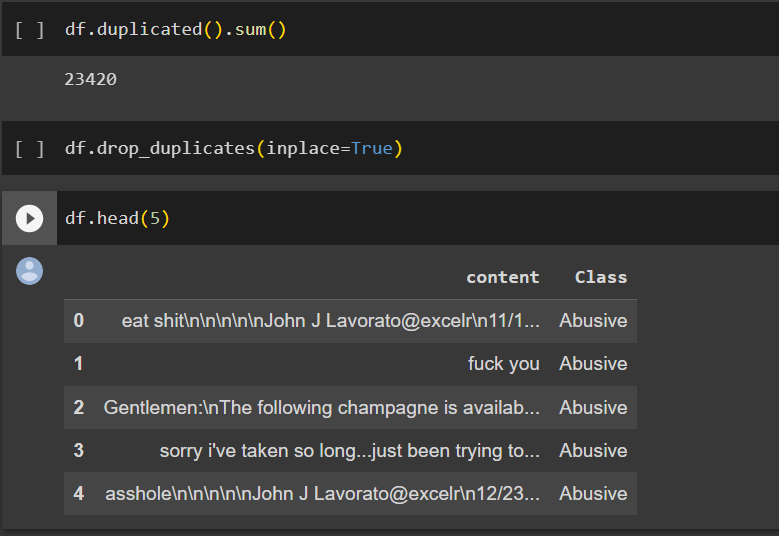 [ ] df.duplicated().sum()
23420
[ ] df.drop_duplicates(inplace=True)
df.head(5)
content Class
0 eat shit\n\n\n\n\nJohn J Lavorato@excelr\n11/1... Abusive
1 fuck you Abusive
2 Gentlemen:\nThe following champagne is availab... Abusive
3 sorry i've taken so long...just been trying to... Abusive
4 asshole\n\n\n\n\nJohn J Lavorato@excelr\n12/23... Abusive